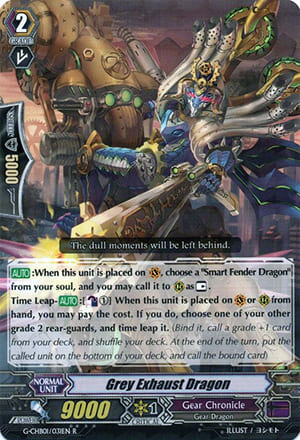 2
GRADE
SHIELD
5000
The dull moments will be left behind.
AUTO :When this unit is placed on , choose a "Smart Fender Dragon"
from your soul, and you may call it to as .
Time Leap-AUTO : [ (1)] When this unit is placed on or from
hand, you may pay the cost. If you do, choose one of your other
grade 2 rear-guards, and time leap it. (Bind it, call a grade +1 card
from your deck, and shuffle your deck. At the end of the turn, put the
called unit on the bottom of your deck, and call the bound card.)
NORMAL
UNIT
Grey Exhaust Dragon
POWER
9000
1
CRITICAL
Gear Chronicle
Gear Dragon
G-CHB01/031EN R
ILLUST / ヨシモト